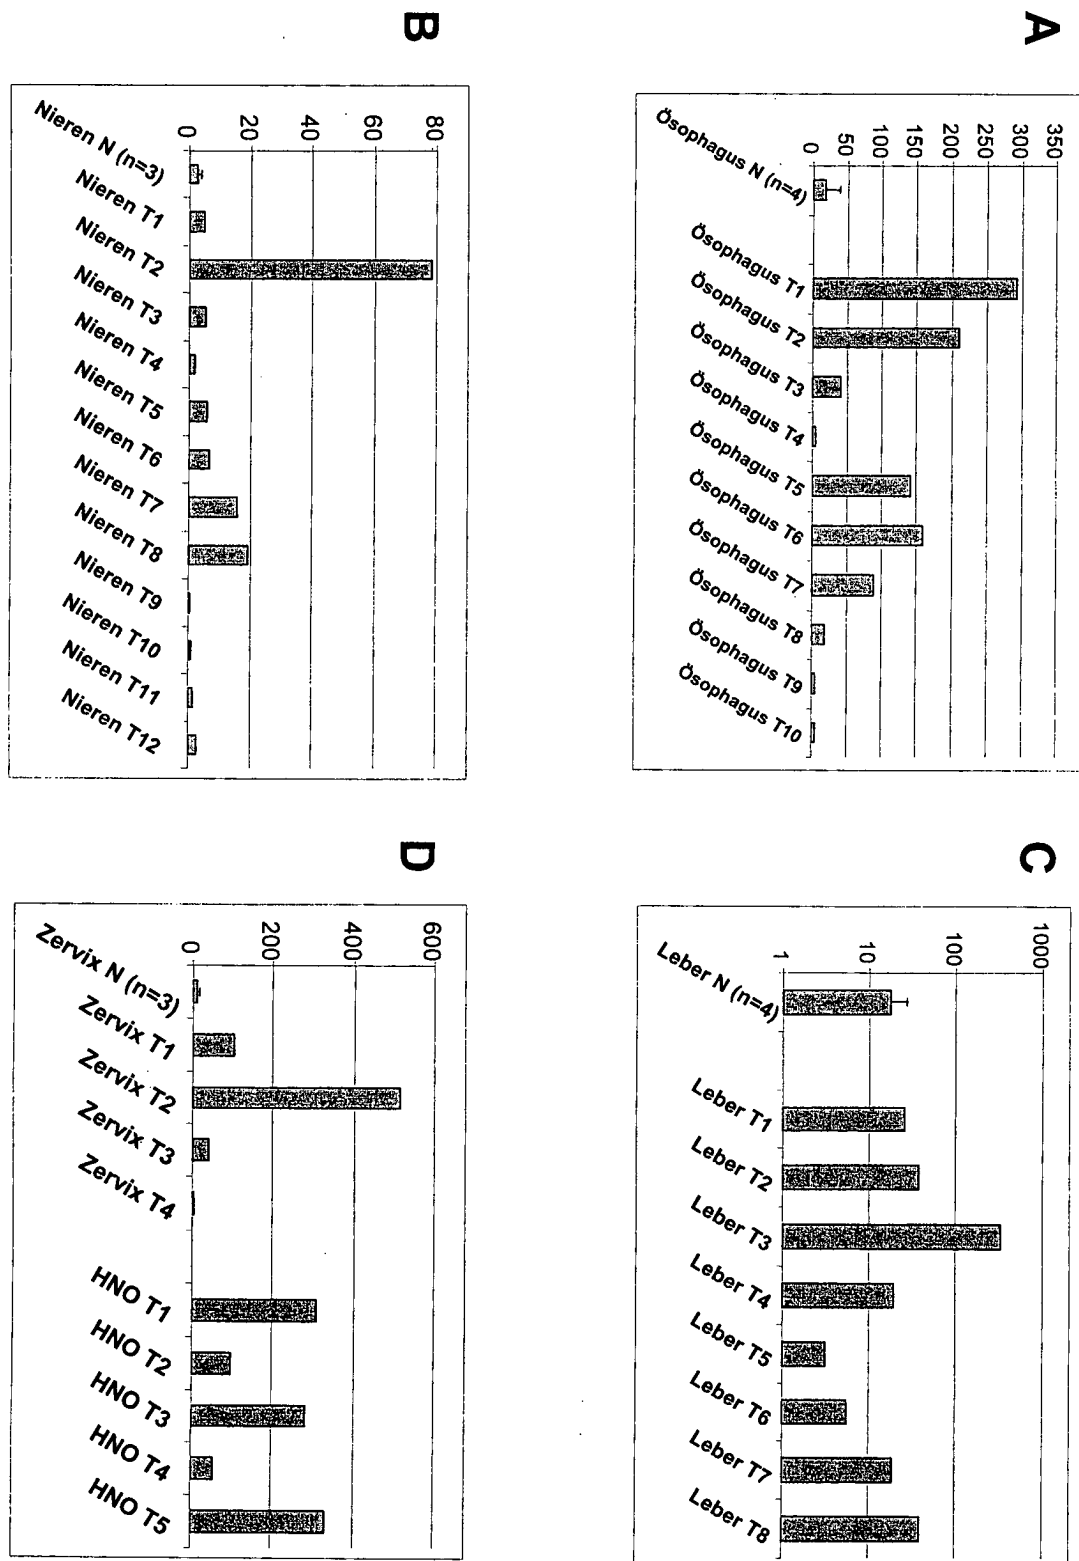 A
350
300
250
200
150
100
50
0
Ösophagus N (n=4)
Ösophagus T1
Ösophagus T2
Ösophagus T3
Ösophagus T4
Ösophagus T5
Ösophagus T6
Ösophagus T7
Ösophagus T8
Ösophagus T9
Ösophagus T10
B
80
60
40
20
0
Nieren N (n=3)
Nieren T1
Nieren T2
Nieren T3
Nieren T4
Nieren T5
Nieren T6
Nieren T7
Nieren T8
Nieren T9
Nieren T10
Nieren T11
Nieren T12
C
1000
100
10
1
Leber N (n=4)
Leber T1
Leber T2
Leber T3
Leber T4
Leber T5
Leber T6
Leber T7
Leber T8
D
600
400
200
0
Zervix N (n=3)
Zervix T1
Zervix T2
Zervix T3
Zervix T4
HNO T1
HNO T2
HNO T3
HNO T4
HNO T5